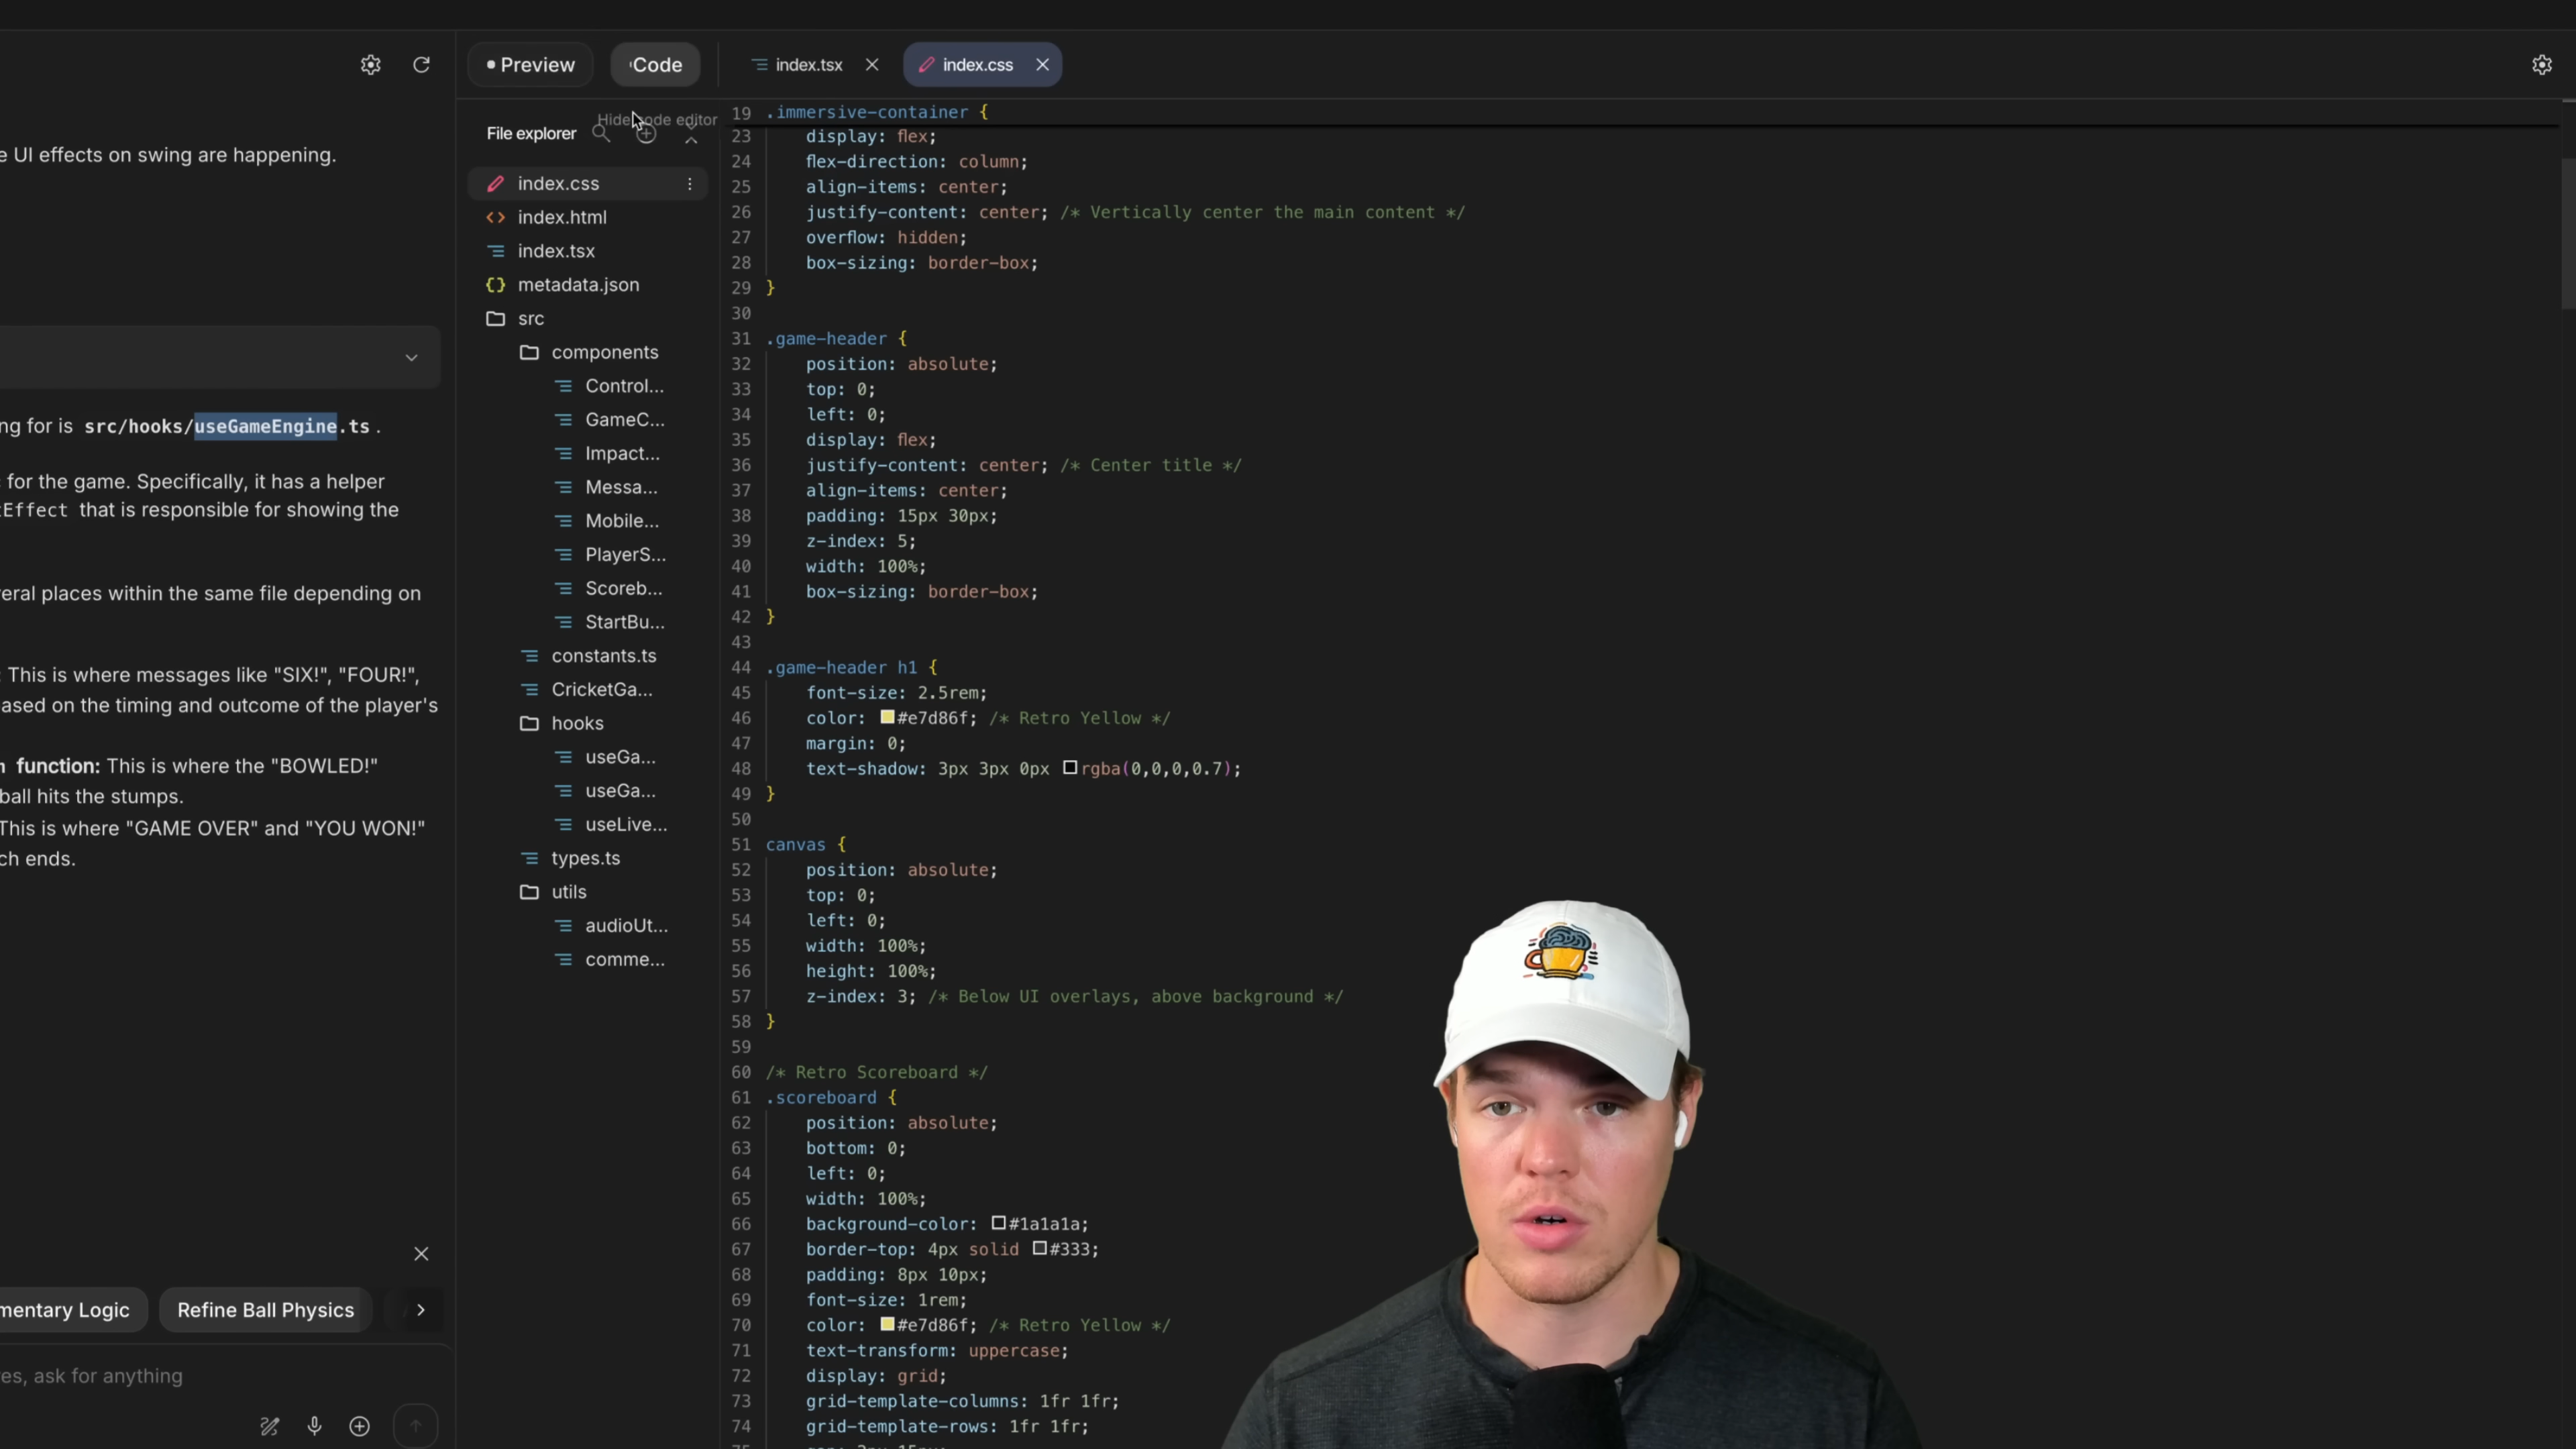 Preview
Code
index.tsx
index.css
Hide code editor
File explorer
index.css
index.html
index.tsx
metadata.json
src
components
Control...
GameC...
Impact...
Messa...
Mobile...
PlayerS...
Scoreb...
StartBu...
constants.ts
CricketGa...
hooks
useGa...
useGa...
useLive...
types.ts
utils
audioUt...
comme...
e UI effects on swing are happening.
ng for is src/hooks/useGameEngine.ts .
for the game. Specifically, it has a helper
Effect that is responsible for showing the
eral places within the same file depending on
: This is where messages like "SIX!", "FOUR!",
ased on the timing and outcome of the player's
function: This is where the "BOWLED!"
ball hits the stumps.
This is where "GAME OVER" and "YOU WON!"
ch ends.
mentary Logic
Refine Ball Physics
es, ask for anything
19 .immersive-container {
23 display: flex;
24 flex-direction: column;
25 align-items: center;
26 justify-content: center; /* Vertically center the main content */
27 overflow: hidden;
28 box-sizing: border-box;
29 }
30
31 .game-header {
32 position: absolute;
33 top: 0;
34 left: 0;
35 display: flex;
36 justify-content: center; /* Center title */
37 align-items: center;
38 padding: 15px 30px;
39 z-index: 5;
40 width: 100%;
41 box-sizing: border-box;
42 }
43
44 .game-header h1 {
45 font-size: 2.5rem;
46 color: #e7d86f; /* Retro Yellow */
47 margin: 0;
48 text-shadow: 3px 3px 0px rgba(0,0,0,0.7);
49 }
50
51 canvas {
52 position: absolute;
53 top: 0;
54 left: 0;
55 width: 100%;
56 height: 100%;
57 z-index: 3; /* Below UI overlays, above background */
58 }
59
60 /* Retro Scoreboard */
61 .scoreboard {
62 position: absolute;
63 bottom: 0;
64 left: 0;
65 width: 100%;
66 background-color: #1a1a1a;
67 border-top: 4px solid #333;
68 padding: 8px 10px;
69 font-size: 1rem;
70 color: #e7d86f; /* Retro Yellow */
71 text-transform: uppercase;
72 display: grid;
73 grid-template-columns: 1fr 1fr;
74 grid-template-rows: 1fr 1fr;